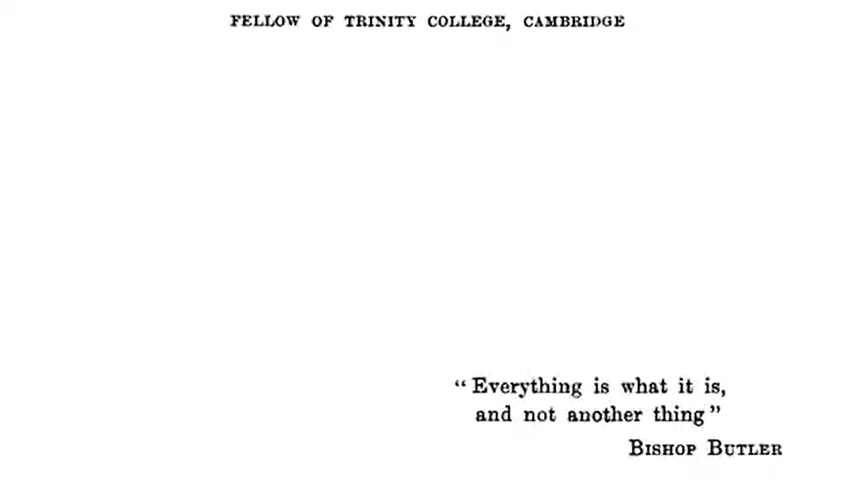 FELLOW OF TRINITY COLLEGE, CAMBRIDGE
“Everything is what it is,
and not another thing”
BISHOP BUTLER